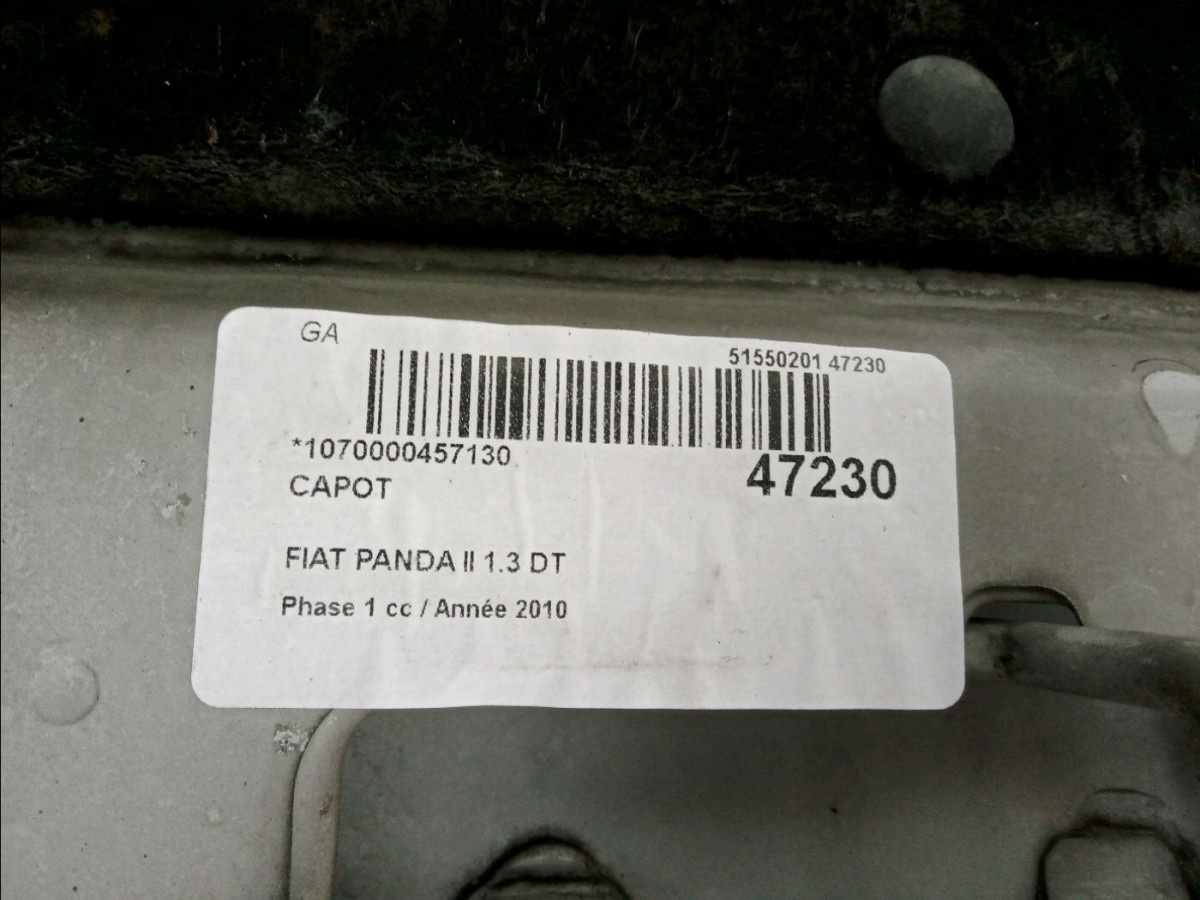 GA
51550201 47230
*1070000457130
47230
CAPOT
FIAT PANDA II 1.3 DT
Phase 1 cc / Année 2010